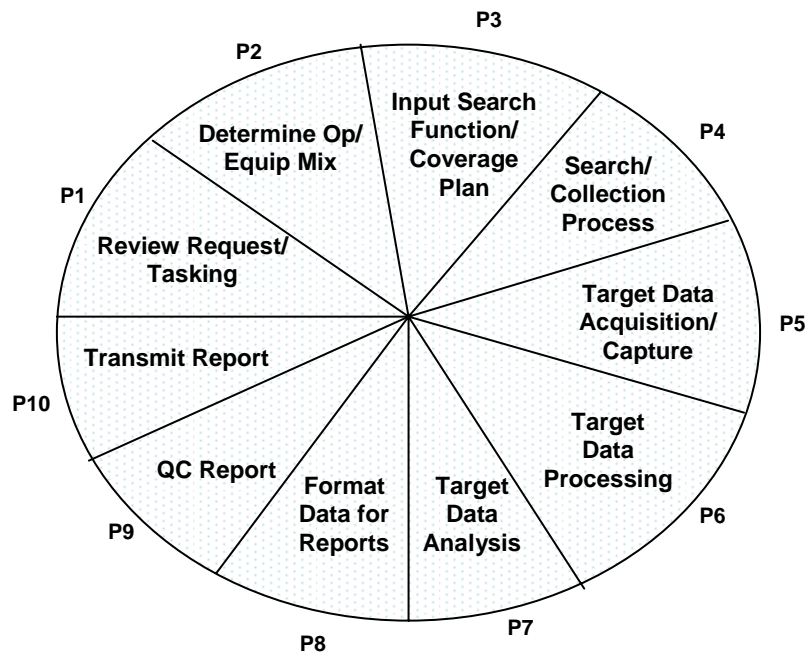 P1
Review Request/
Tasking
P2
Determine Op/
Equip Mix
P3
Input Search
Function/
Coverage
Plan
P4
Search/
Collection
Process
P5
Target Data
Acquisition/
Capture
P6
Target
Data
Processing
P7
Target
Data
Analysis
P8
Format
Data for
Reports
P9
QC Report
P10
Transmit Report